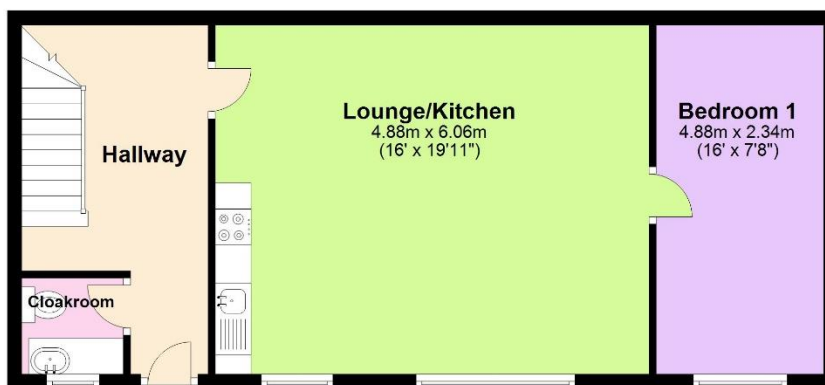 Lounge/Kitchen
4.88m x 6.06m
(16' x 19'11")
Bedroom 1
4.88m x 2.34m
(16' x 7'8")
Hallway
Cloakroom